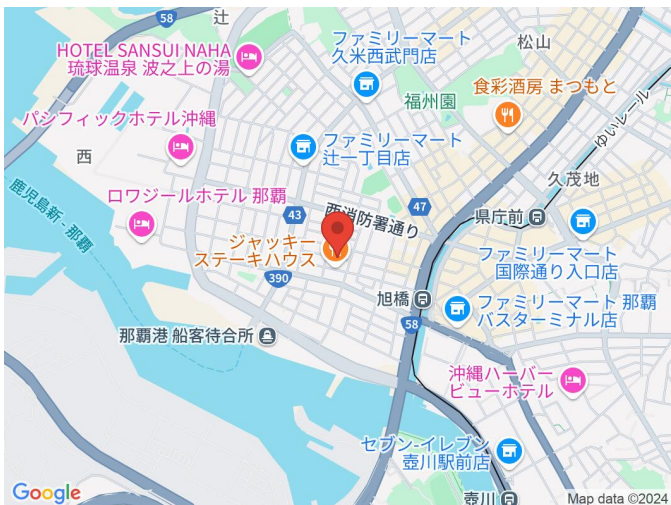 58
辻
松山
HOTEL SANSUI NAHA
琉球温泉 波之上の湯
ファミリーマート
久米西武門店
食彩酒房 まつもと
福州園
パシフィックホテル沖縄
ファミリーマート
辻一丁目店
ゆいレール
西
久茂地
鹿児島新 - 那覇
ロワジールホテル 那覇
43
西消防署通り
47
県庁前
ジャッキー
ステーキハウス
ファミリーマート
国際通り入口店
390
旭橋
ファミリーマート 那覇
バスターミナル店
58
那覇港 船客待合所
沖縄ハーバー
ビューホテル
セブン-イレブン
壺川駅前店
壺川
Google
Map data ©2024